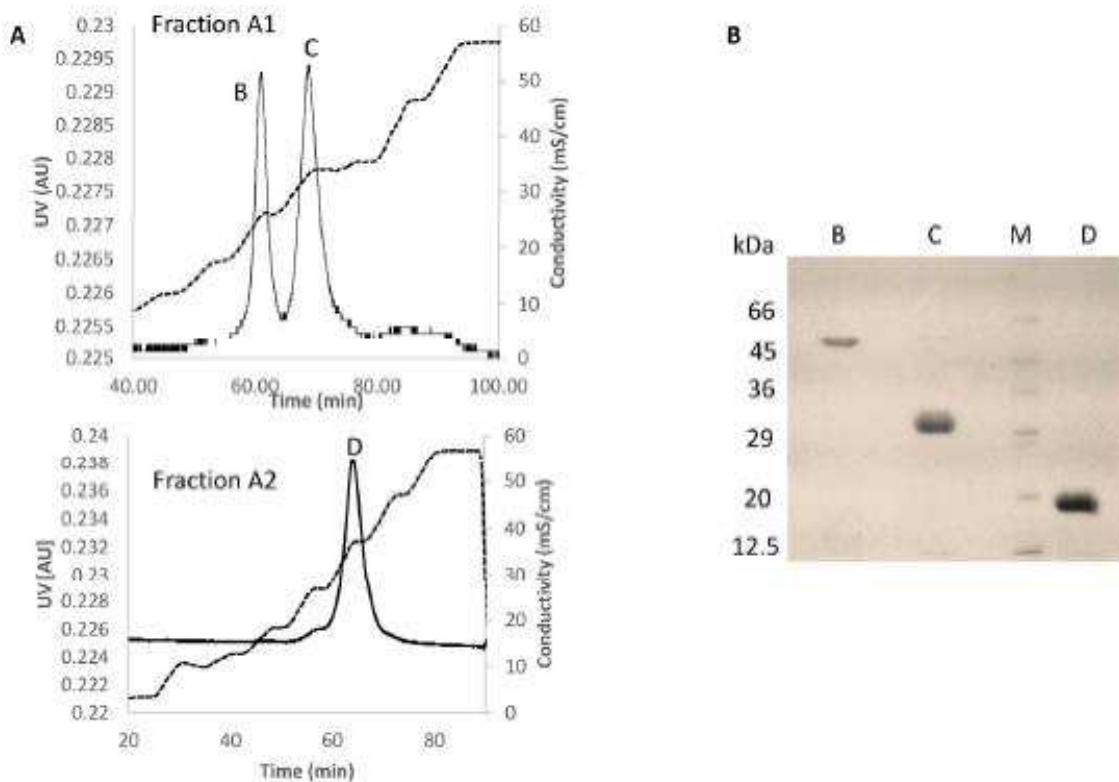 A
Fraction A1
B
C
0.23
0.2295
0.229
0.2285
0.228
0.2275
0.227
0.2265
0.226
0.2255
0.225
UV (AU)
60
50
40
30
20
10
0
Conductivity (mS/cm)
40.00 60.00 80.00 100.00
Time (min)
Fraction A2
D
0.24
0.238
0.236
0.234
0.232
0.23
0.228
0.226
0.224
0.222
0.22
UV[AU]
60
50
40
30
20
10
0
Conductivity (mS/cm)
20 40 60 80
Time (min)
B
kDa B C M D
66
45
36
29
20
12.5